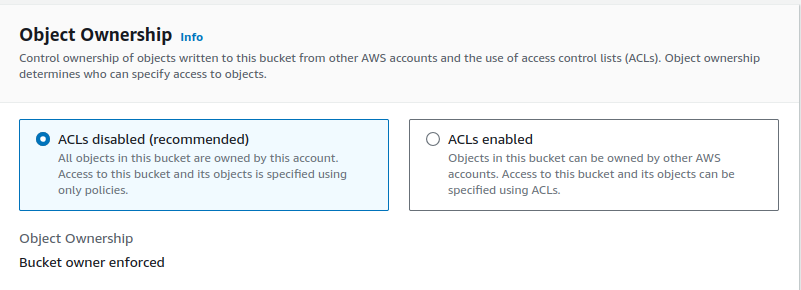 Object Ownership Info
Control ownership of objects written to this bucket from other AWS accounts and the use of access control lists (ACLs). Object ownership
determines who can specify access to objects.
ACLs disabled (recommended)
All objects in this bucket are owned by this account.
Access to this bucket and its objects is specified using
only policies.
ACLs enabled
Objects in this bucket can be owned by other AWS
accounts. Access to this bucket and its objects can be
specified using ACLs.
Object Ownership
Bucket owner enforced